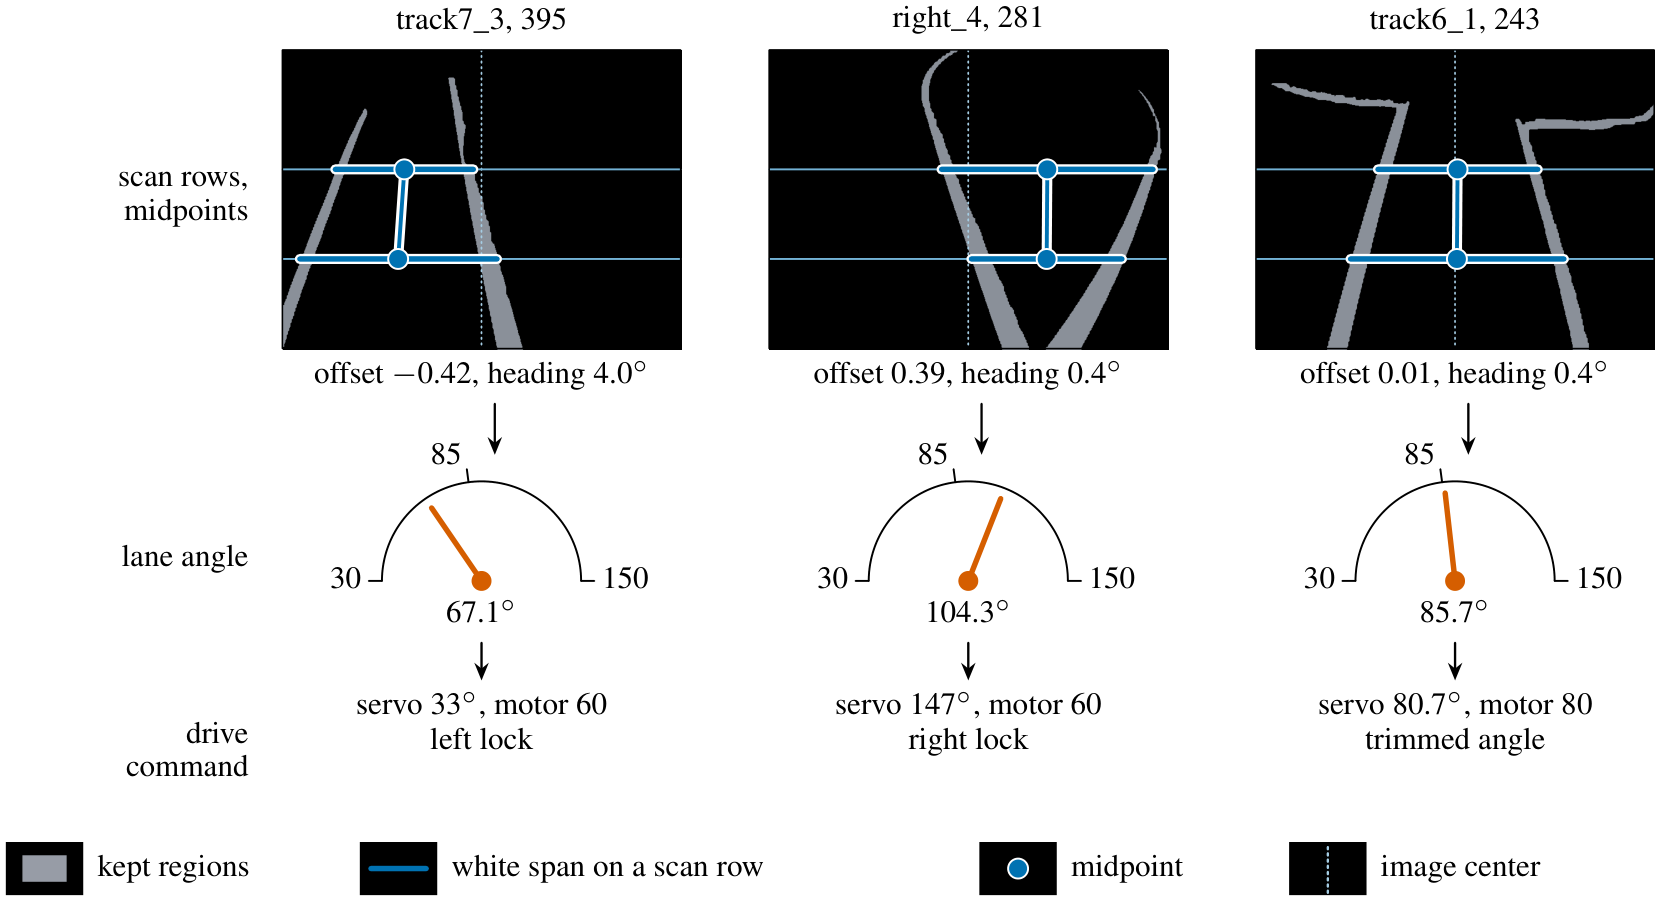 track7_3, 395
right_4, 281
track6_1, 243
scan rows,
midpoints
offset −0.42, heading 4.0°
offset 0.39, heading 0.4°
offset 0.01, heading 0.4°
85
85
85
lane angle
30
150
30
150
30
150
67.1°
104.3°
85.7°
drive
command
servo 33°, motor 60
left lock
servo 147°, motor 60
right lock
servo 80.7°, motor 80
trimmed angle
kept regions
white span on a scan row
midpoint
image center